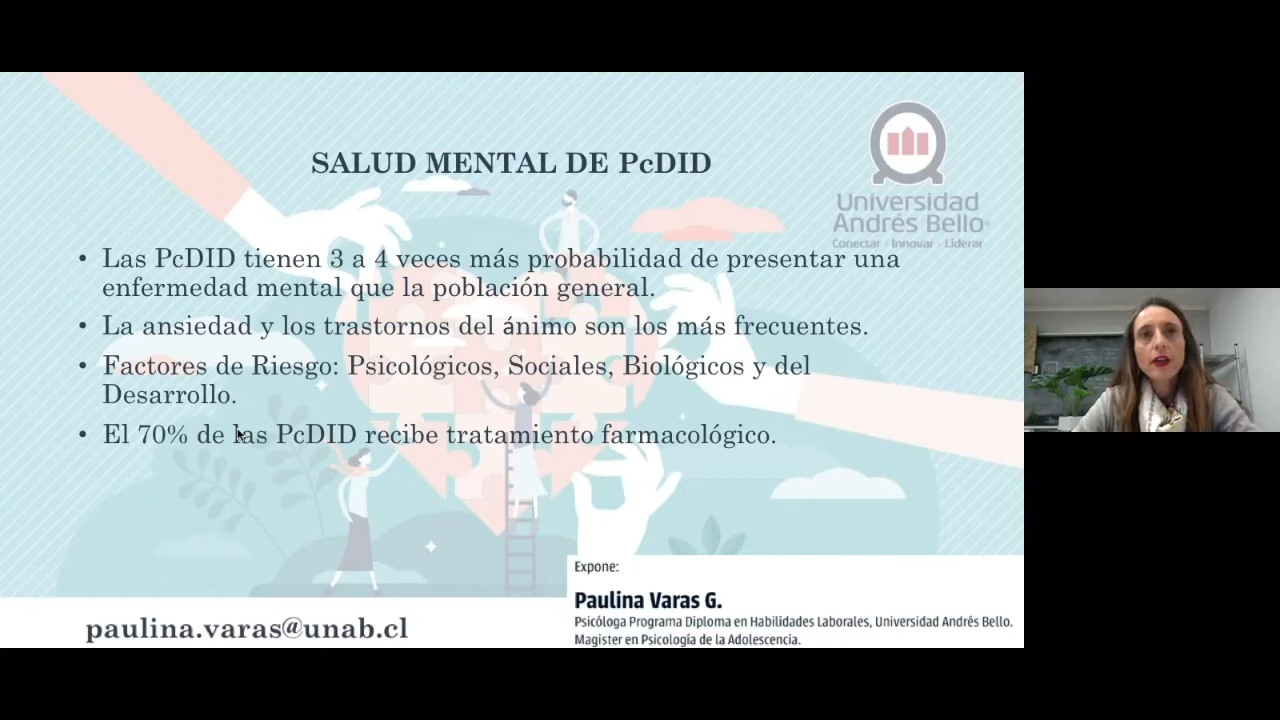 SALUD MENTAL DE PcDID
Universidad
Andrés Bello®
Conectar · Innovar · Liderar
• Las PcDID tienen 3 a 4 veces más probabilidad de presentar una
enfermedad mental que la población general.
• La ansiedad y los trastornos del ánimo son los más frecuentes.
• Factores de Riesgo: Psicológicos, Sociales, Biológicos y del
Desarrollo.
• El 70% de las PcDID recibe tratamiento farmacológico.
Expone:
Paulina Varas G.
Psicóloga Programa Diploma en Habilidades Laborales, Universidad Andrés Bello.
Magister en Psicología de la Adolescencia.
paulina.varas@unab.cl